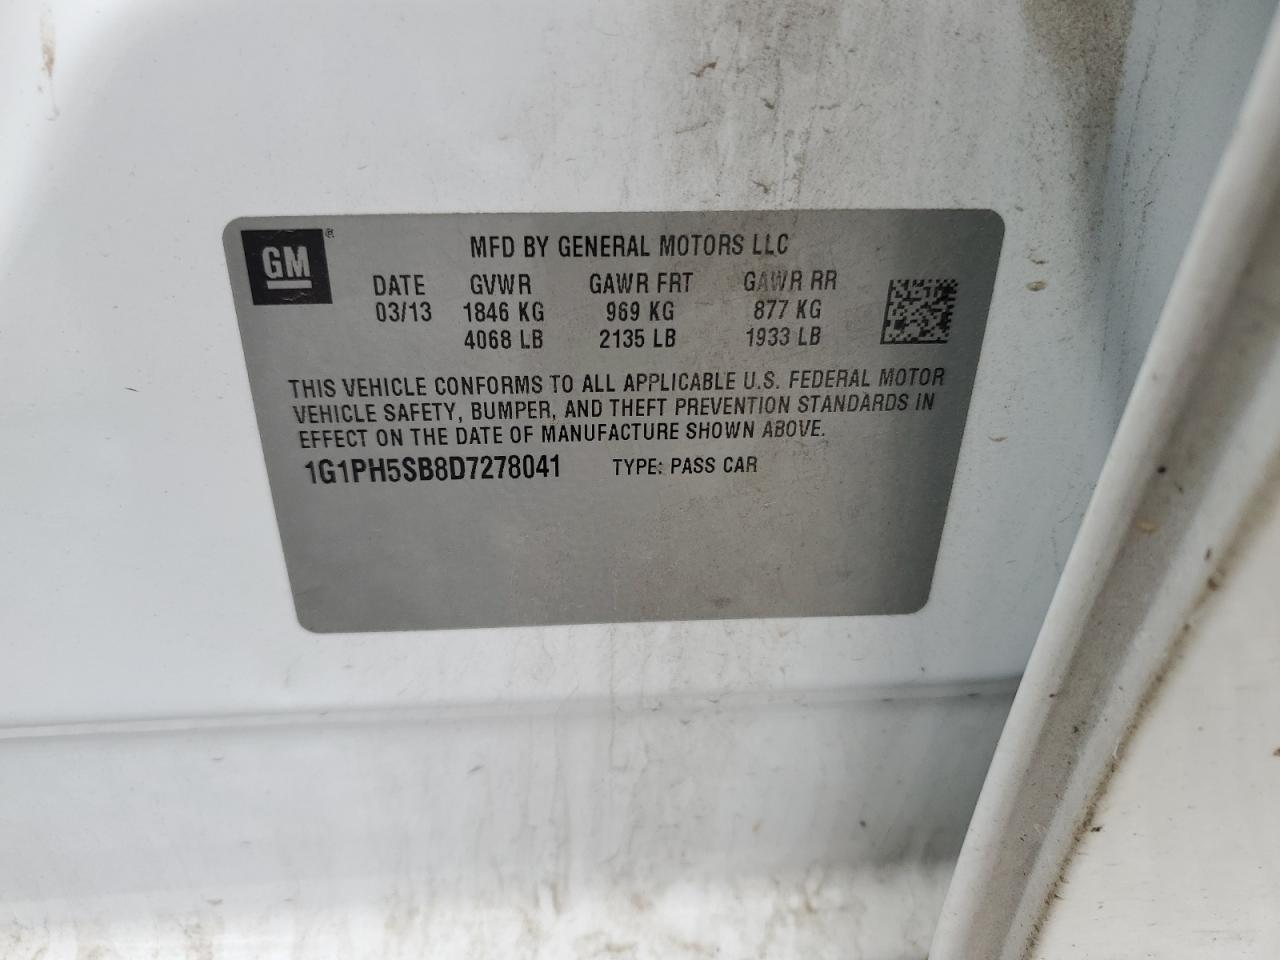 GM®
MFD BY GENERAL MOTORS LLC
DATE GVWR GAWR FRT GAWR RR
03/13 1846 KG 969 KG 877 KG
4068 LB 2135 LB 1933 LB
THIS VEHICLE CONFORMS TO ALL APPLICABLE U.S. FEDERAL MOTOR
VEHICLE SAFETY, BUMPER, AND THEFT PREVENTION STANDARDS IN
EFFECT ON THE DATE OF MANUFACTURE SHOWN ABOVE.
1G1PH5SB8D7278041 TYPE: PASS CAR